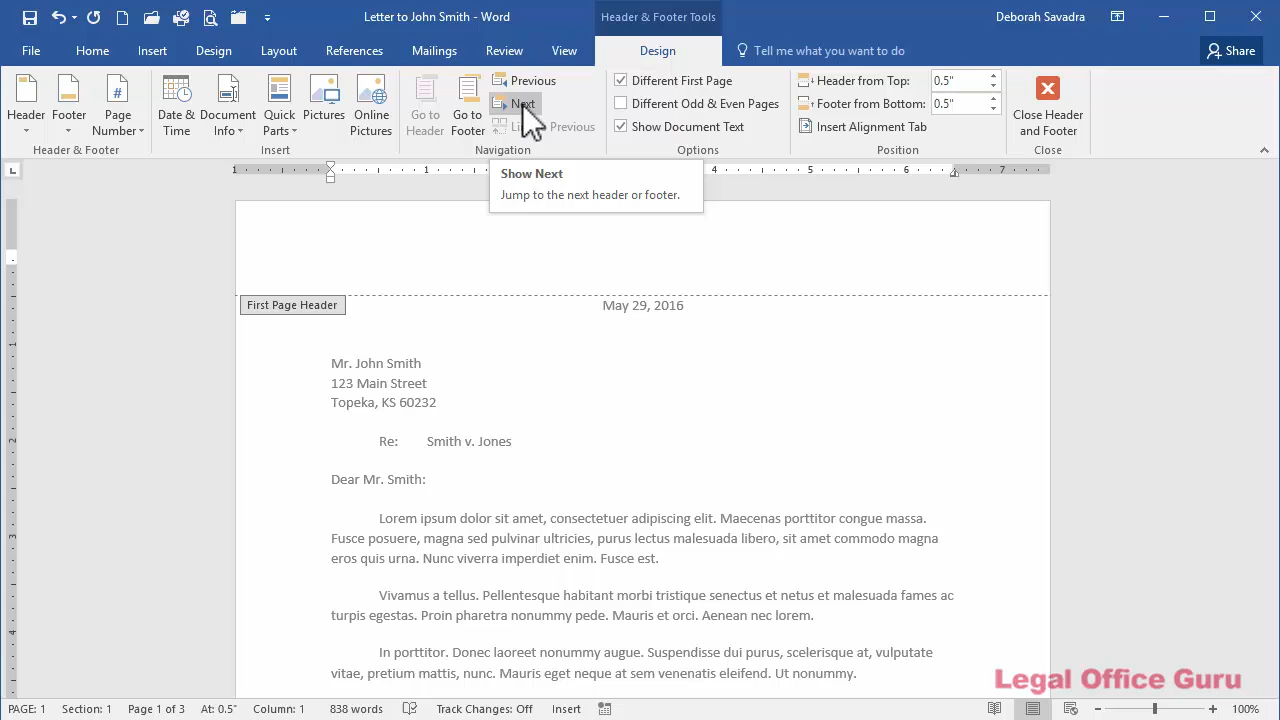 Letter to John Smith - Word
Header & Footer Tools
Deborah Savadra
File Home Insert Design Layout References Mailings Review View Design Tell me what you want to do Share
Header
Footer
Page Number
Header & Footer
Date & Time
Document Info
Quick Parts
Pictures
Online Pictures
Insert
Go to Header
Go to Footer
Previous
Next
Previous
Navigation
Different First Page
Different Odd & Even Pages
Show Document Text
Options
Header from Top: 0.5"
Footer from Bottom: 0.5"
Insert Alignment Tab
Position
Close Header and Footer
Close
L
1 1 4 5 6 7
Show Next
Jump to the next header or footer.
First Page Header
May 29, 2016
Mr. John Smith
123 Main Street
Topeka, KS 60232
Re: Smith v. Jones
Dear Mr. Smith:
Lorem ipsum dolor sit amet, consectetuer adipiscing elit. Maecenas porttitor congue massa.
Fusce posuere, magna sed pulvinar ultricies, purus lectus malesuada libero, sit amet commodo magna
eros quis urna. Nunc viverra imperdiet enim. Fusce est.
Vivamus a tellus. Pellentesque habitant morbi tristique senectus et netus et malesuada fames ac
turpis egestas. Proin pharetra nonummy pede. Mauris et orci. Aenean nec lorem.
In porttitor. Donec laoreet nonummy augue. Suspendisse dui purus, scelerisque at, vulputate
vitae, pretium mattis, nunc. Mauris eget neque at sem venenatis eleifend. Ut nonummy.
1
2
3
4
Legal Office Guru
PAGE: 1 Section: 1 Page 1 of 3 At: 0.5" Column: 1 838 words Track Changes: Off Insert 100%